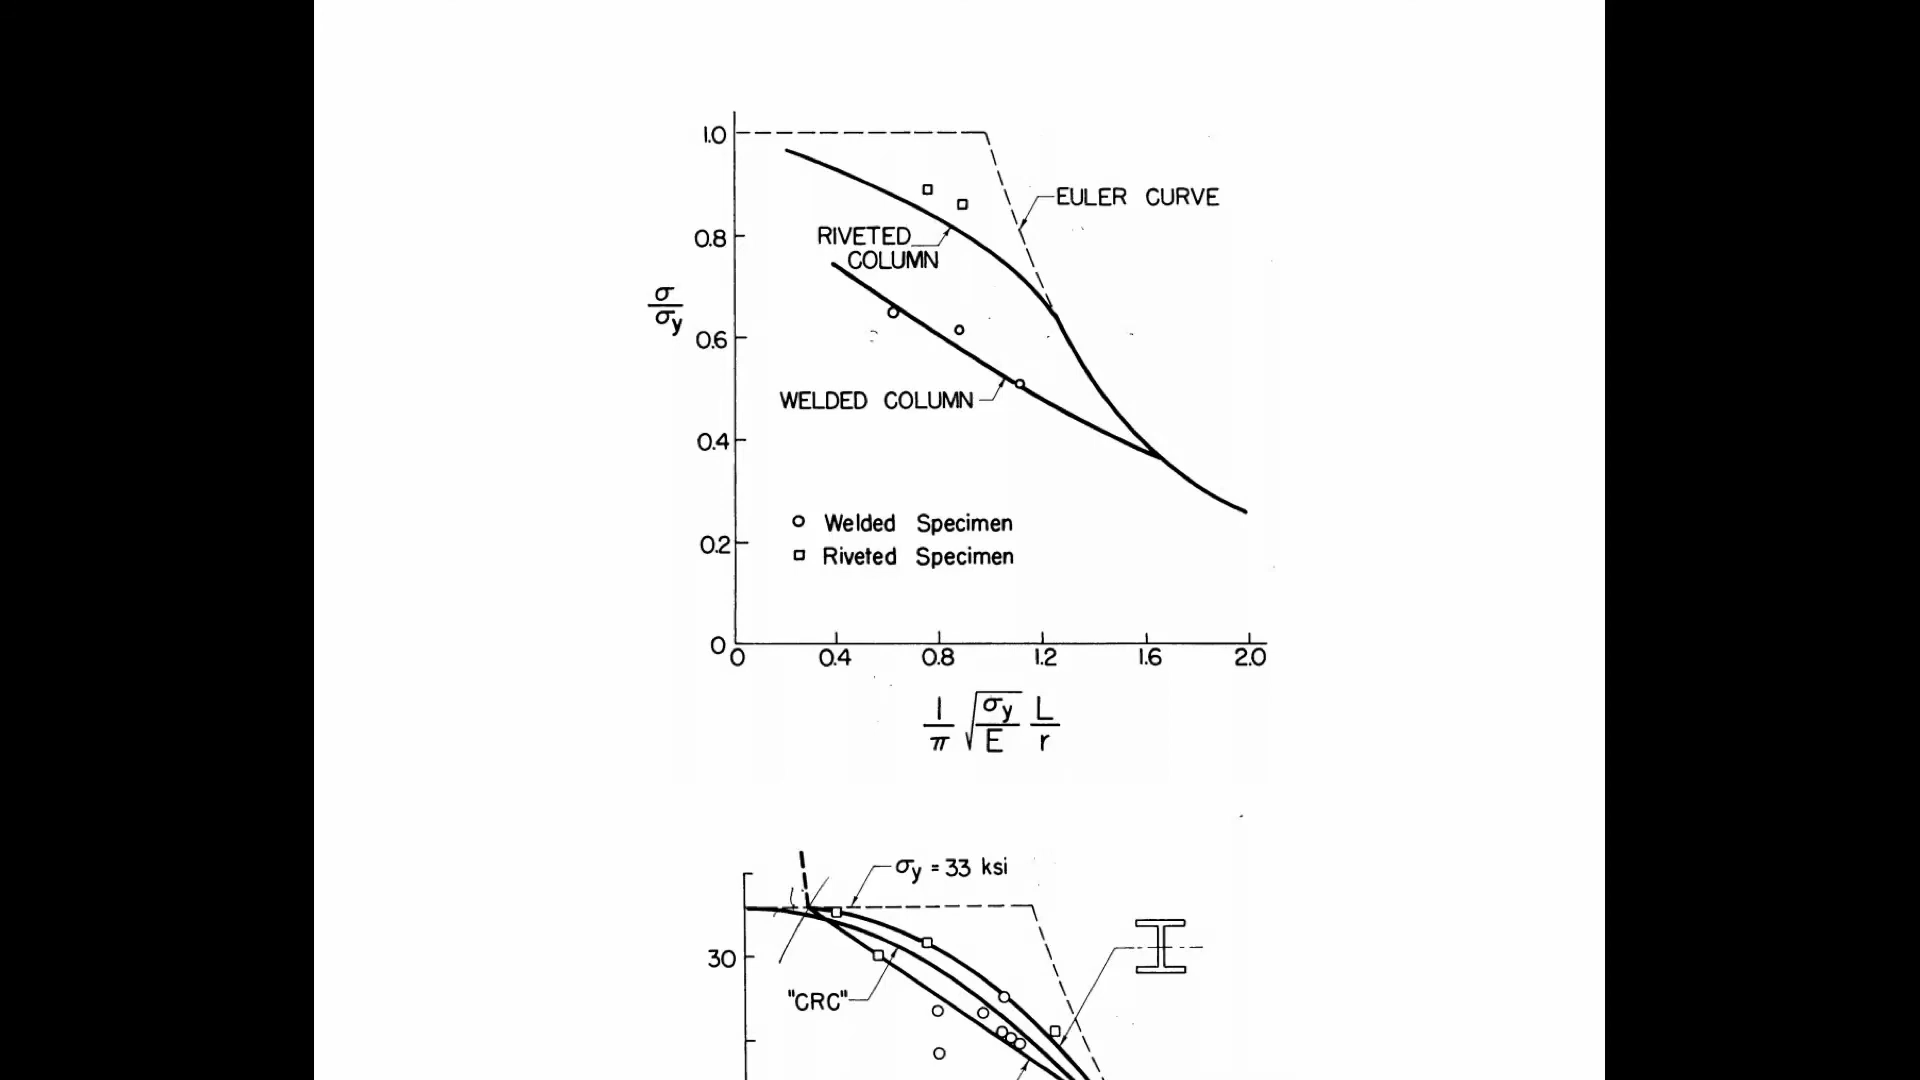 1.0
EULER CURVE
RIVETED
COLUMN
0.8
σ
σy
0.6
WELDED COLUMN
0.4
○ Welded Specimen
□ Riveted Specimen
0.2
0
0 0.4 0.8 1.2 1.6 2.0
1/π √(σy/E) L/r
σy = 33 ksi
30
"CRC"